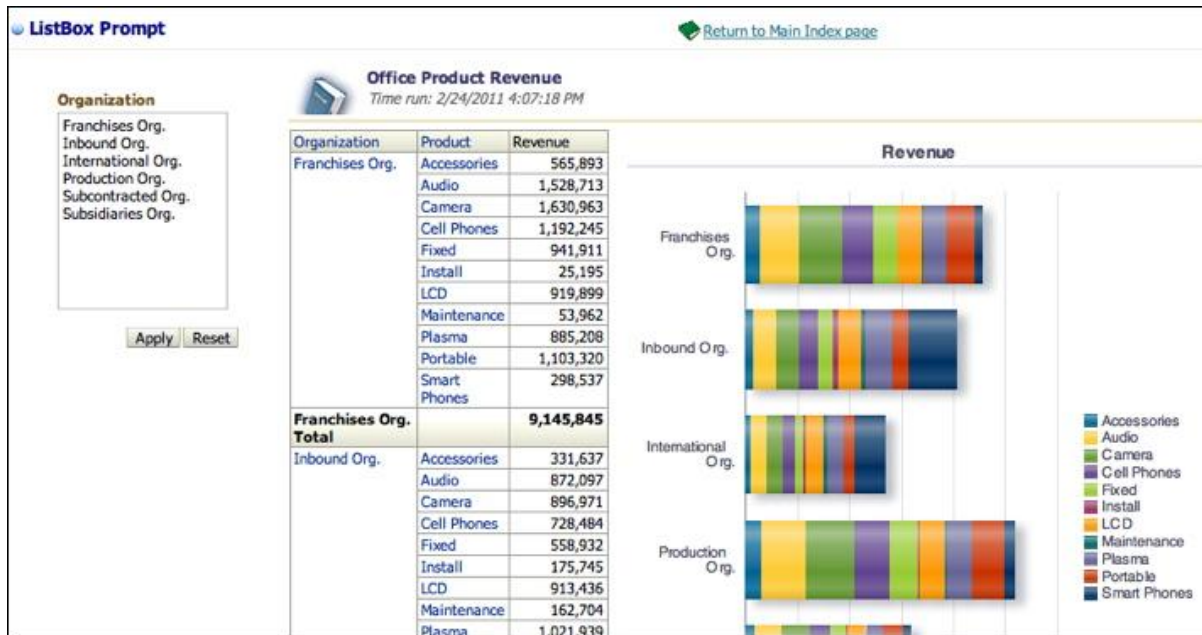 ListBox Prompt
Return to Main Index page
Organization
Franchises Org.
Inbound Org.
International Org.
Production Org.
Subcontracted Org.
Subsidiaries Org.
Apply Reset
Office Product Revenue
Time run: 2/24/2011 4:07:18 PM
Organization Product Revenue
Franchises Org. Accessories 565,893
Audio 1,528,713
Camera 1,630,963
Cell Phones 1,192,245
Fixed 941,911
Install 25,195
LCD 919,899
Maintenance 53,962
Plasma 885,208
Portable 1,103,320
Smart 298,537
Phones
Franchises Org. 9,145,845
Total
Inbound Org. Accessories 331,637
Audio 872,097
Camera 896,971
Cell Phones 728,484
Fixed 558,932
Install 175,745
LCD 913,436
Maintenance 162,704
Plasma 1,021,939
Revenue
Franchises
Org.
Inbound Org.
International
Org.
Production
Org.
Accessories
Audio
Camera
Cell Phones
Fixed
Install
LCD
Maintenance
Plasma
Portable
Smart Phones